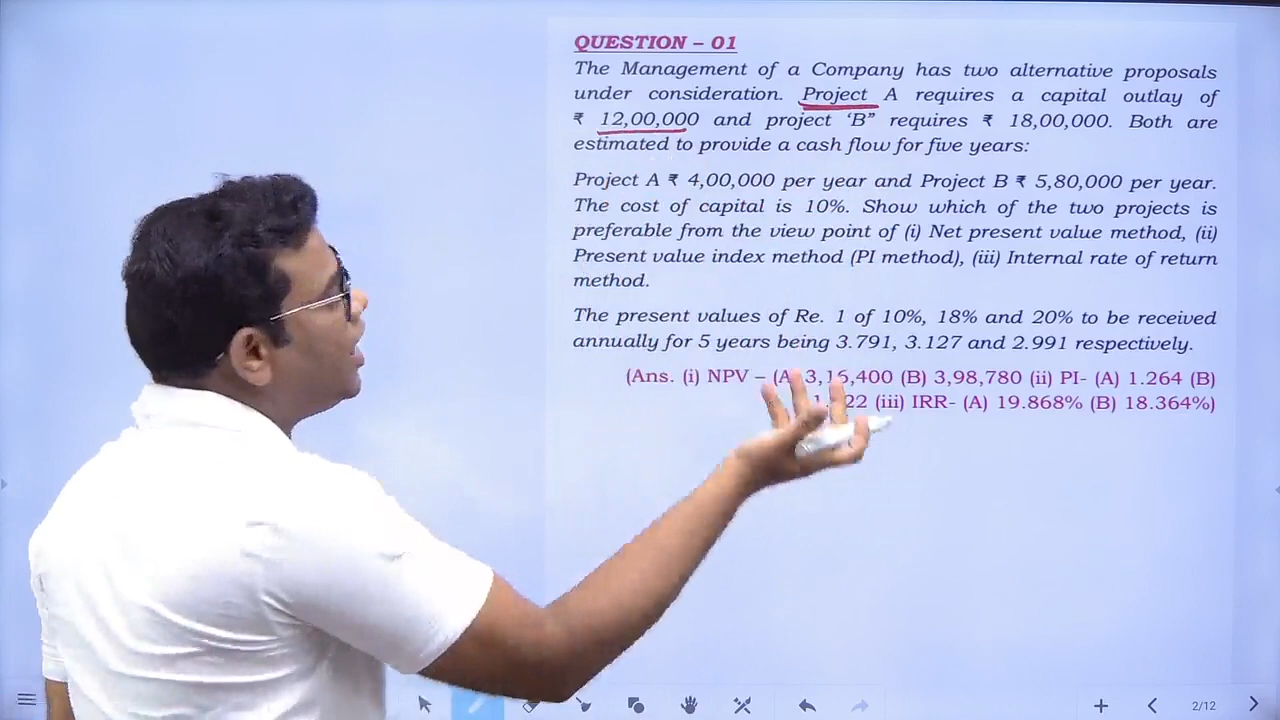 QUESTION – 01
The Management of a Company has two alternative proposals
under consideration. Project A requires a capital outlay of
₹ 12,00,000 and project ‘B” requires ₹ 18,00,000. Both are
estimated to provide a cash flow for five years:
Project A ₹ 4,00,000 per year and Project B ₹ 5,80,000 per year.
The cost of capital is 10%. Show which of the two projects is
preferable from the view point of (i) Net present value method, (ii)
Present value index method (PI method), (iii) Internal rate of return
method.
The present values of Re. 1 of 10%, 18% and 20% to be received
annually for 5 years being 3.791, 3.127 and 2.991 respectively.
(Ans. (i) NPV – (A) 3,16,400 (B) 3,98,780 (ii) PI- (A) 1.264 (B)
(iii) IRR- (A) 19.868% (B) 18.364%)
2/12